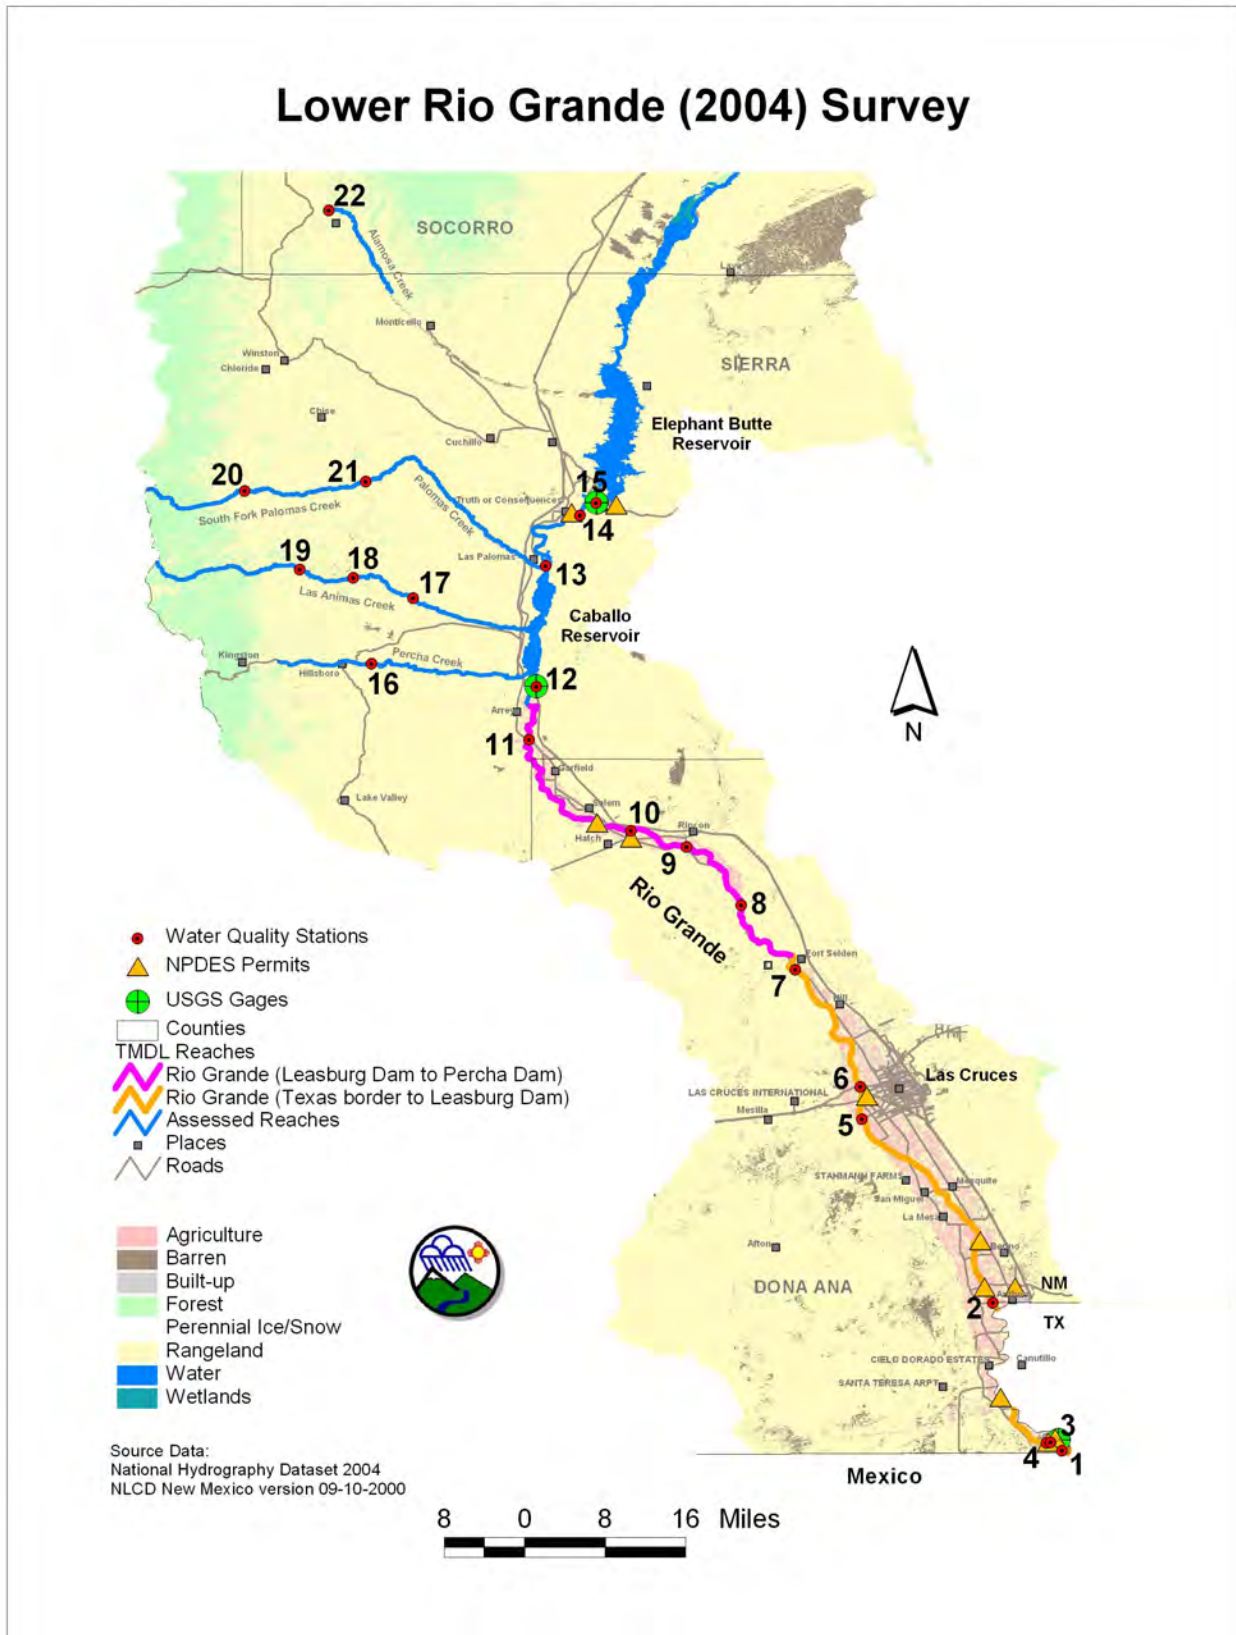 Lower Rio Grande (2004) Survey
22
SOCORRO
Alamosa Creek
Monticello
Winston
Chloride
SIERRA
Chise
Elephant Butte
Reservoir
Cuchillo
20
21
15
Truth or Consequences
South Fork Palomas Creek
Palomas Creek
14
19
18
17
Las Palomas
13
Las Animas Creek
Caballo
Reservoir
Kingston
Hillsboro
Percha Creek
16
12
Arrey
N
11
Garfield
Lake Valley
Salem
10
Rincon
Hatch
9
Rio Grande
8
Fort Selden
7
Hill
6
Las Cruces
LAS CRUCES INTERNATIONAL
Mesilla
5
STAHMANN FARMS
Mesquite
San Miguel
La Mesa
Afton
Berino
DONA ANA
NM
2
TX
CIELO DORADO ESTATES
Canutillo
SANTA TERESA ARPT
3
4
1
Mexico
Water Quality Stations
NPDES Permits
USGS Gages
Counties
TMDL Reaches
Rio Grande (Leasburg Dam to Percha Dam)
Rio Grande (Texas border to Leasburg Dam)
Assessed Reaches
Places
Roads
Agriculture
Barren
Built-up
Forest
Perennial Ice/Snow
Rangeland
Water
Wetlands
Source Data:
National Hydrography Dataset 2004
NLCD New Mexico version 09-10-2000
8 0 8 16 Miles